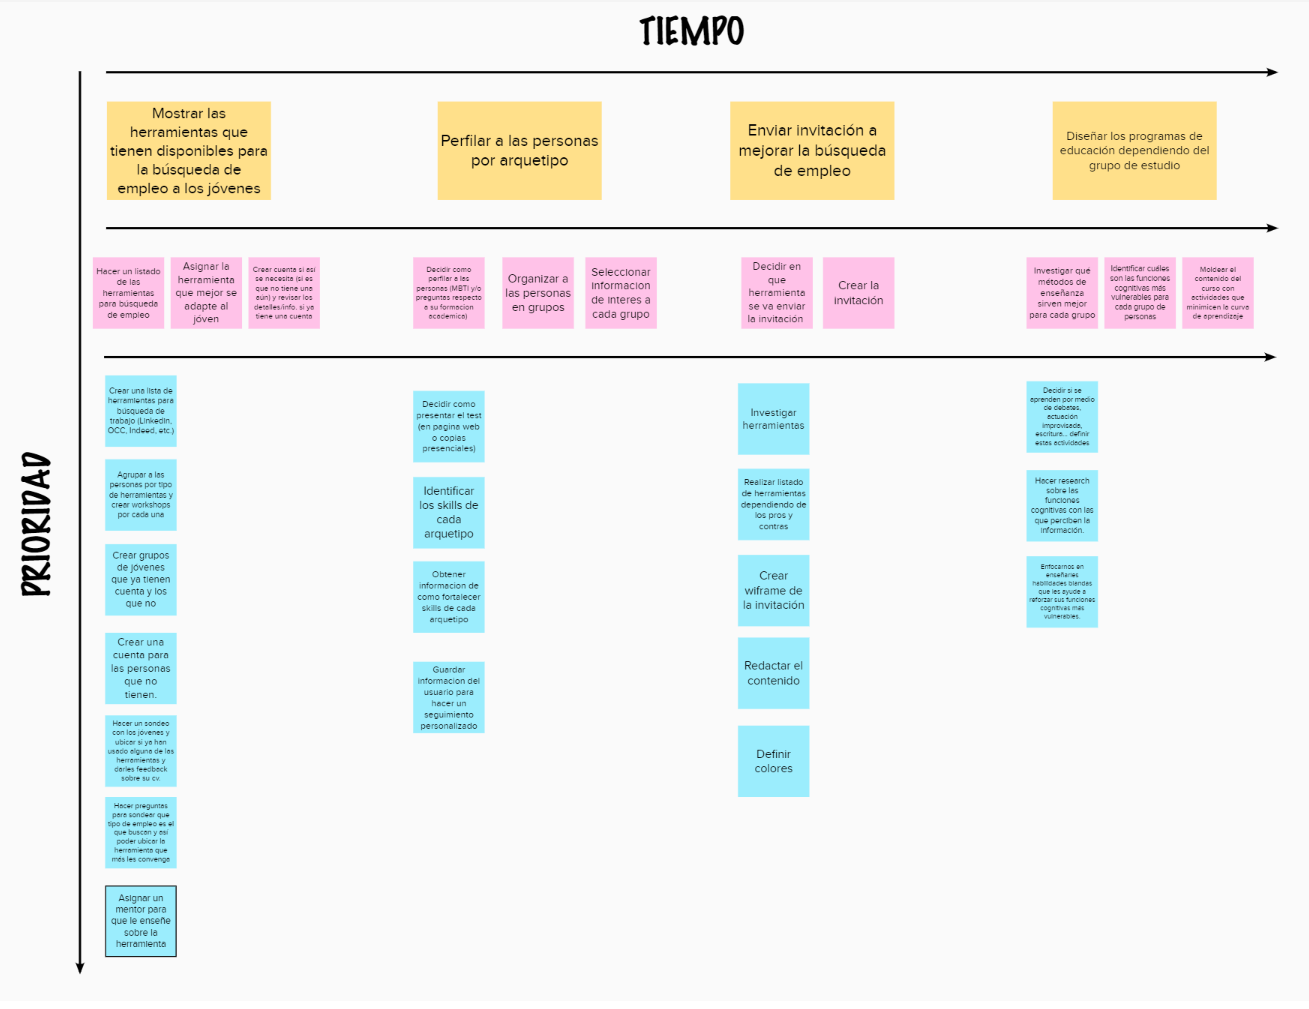 TIEMPO
Mostrar las
herramientas que
tienen disponibles para
la búsqueda de
empleo a los jóvenes
Perfilar a las personas
por arquetipo
Enviar invitación a
mejorar la búsqueda
de empleo
Diseñar los programas de
educación dependiendo del
grupo de estudio
Hacer un listado
de las
herramientas
para búsqueda
de empleo
Asignar la
herramienta
que mejor se
adapte al
jóven
Crear cuenta si así
se necesita (si es
que no tiene una
aún) y revisar los
detalles/info. si ya
tiene una cuenta
Decidir como
perfilar a las
personas (MBTI y/o
preguntas respecto
a su formacion
academica)
Organizar a
las personas
en grupos
Seleccionar
informacion
de interes a
cada grupo
Decidir en
que
herramienta
se va enviar
la invitación
Crear la
invitación
Investigar qué
métodos de
enseñanza
sirven mejor
para cada grupo
Identificar cuáles
son las funciones
cognitivas más
vulnerables para
cada grupo de
personas
Moldear el
contenido del
curso con
actividades que
minimicen la curva
de aprendizaje
PRIORIDAD
Crear una lista de
herramientas para
búsqueda de
trabajo (LinkedIn,
OCC, Indeed, etc.)
Agrupar a las
personas por tipo
de herramientas y
crear workshops
por cada una
Crear grupos
de jóvenes
que ya tienen
cuenta y los
que no
Crear una
cuenta para
las personas
que no
tienen.
Hacer un sondeo
con los jóvenes y
ubicar si ya han
usado alguna de las
herramientas y
darles feedback
sobre su cv.
Hacer preguntas
para sondear que
tipo de empleo es el
que buscan y así
poder ubicar la
herramienta que
más les convenga
Asignar un
mentor para
que le enseñe
sobre la
herramienta
Decidir como
presentar el test
(en pagina web
o copias
presenciales)
Identificar
los skills de
cada
arquetipo
Obtener
informacion de
como fortalecer
skills de cada
arquetipo
Guardar
informacion del
usuario para
hacer un
seguimiento
personalizado
Investigar
herramientas
Realizar listado
de herramientas
dependiendo de
los pros y
contras
Crear
wiframe de
la invitación
Redactar el
contenido
Definir
colores
Decidir si se
aprenden por medio
de debates,
actuación
improvisada,
escritura... definir
estas actividades
Hacer research
sobre las
funciones
cognitivas con las
que perciben la
información.
Enfocarnos en
enseñarles
habilidades blandas
que les ayude a
reforzar sus funciones
cognitivas más
vulnerables.